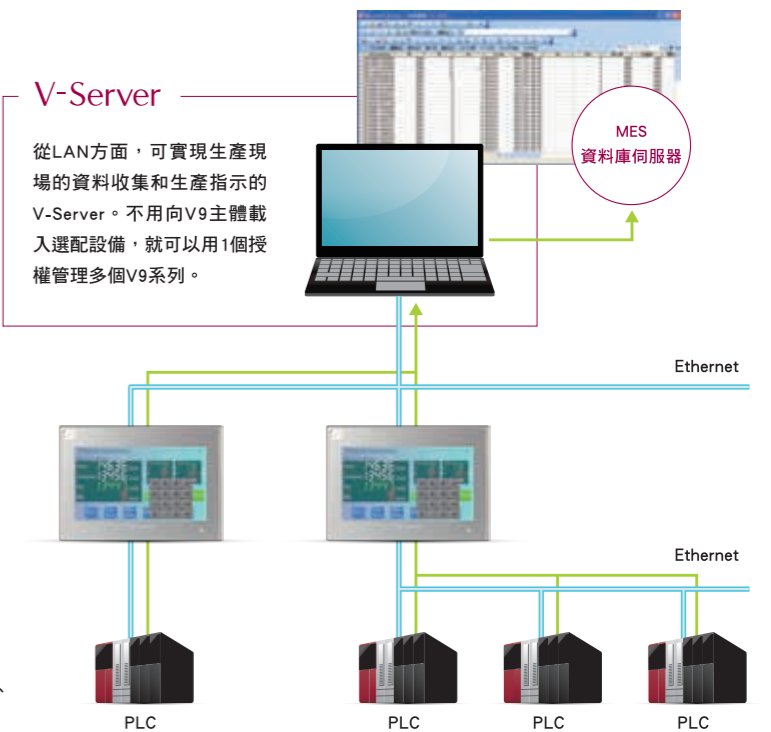 V-Server
從LAN方面，可實現生產現
場的資料收集和生產指示的
V-Server。不用向V9主體載
入選配設備，就可以用1個授
權管理多個V9系列。
MES
資料庫伺服器
Ethernet
Ethernet
、
PLC
PLC
PLC
PLC